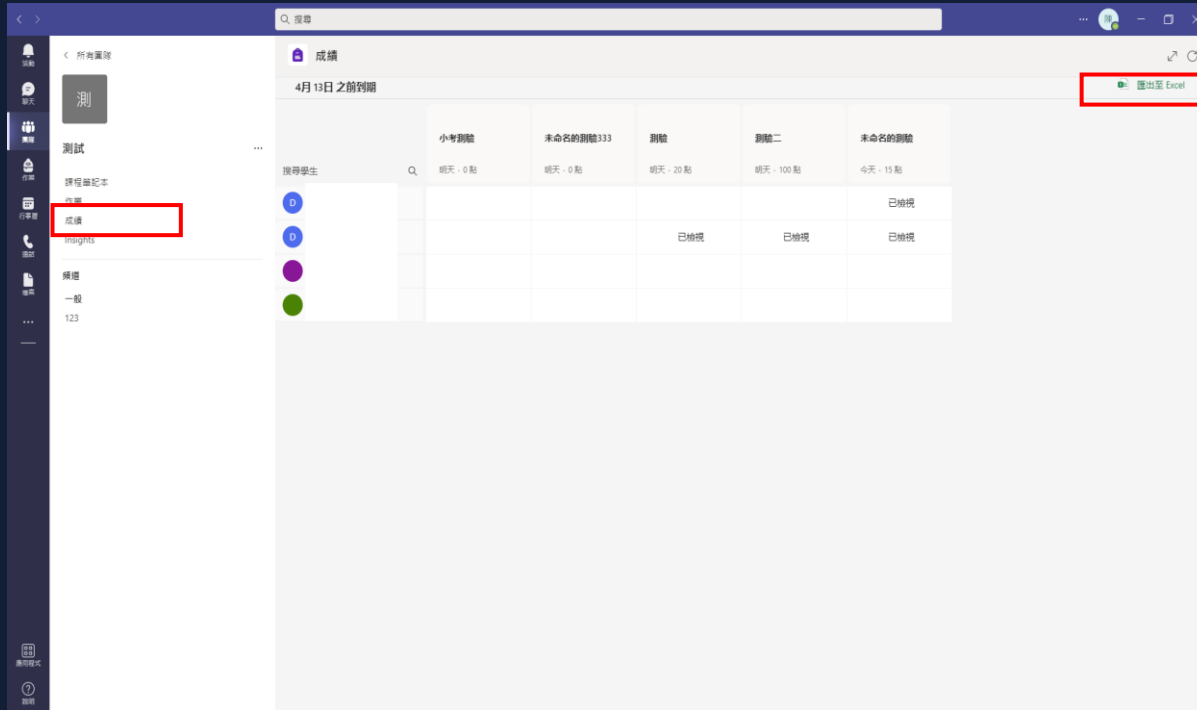 搜尋
陳
活動
聊天
團隊
作業
行事曆
通話
檔案
應用程式
說明
所有團隊
測
測試
課程筆記本
作業
成績
Insights
頻道
一般
123
成績
4月 13日 之前到期
匯出至 Excel
搜尋學生
小考測驗
明天 · 0 點
未命名的測驗333
明天 · 0 點
測驗
明天 · 20 點
測驗二
明天 · 100 點
未命名的測驗
今天 · 15 點
D
已檢視
D
已檢視
已檢視
已檢視